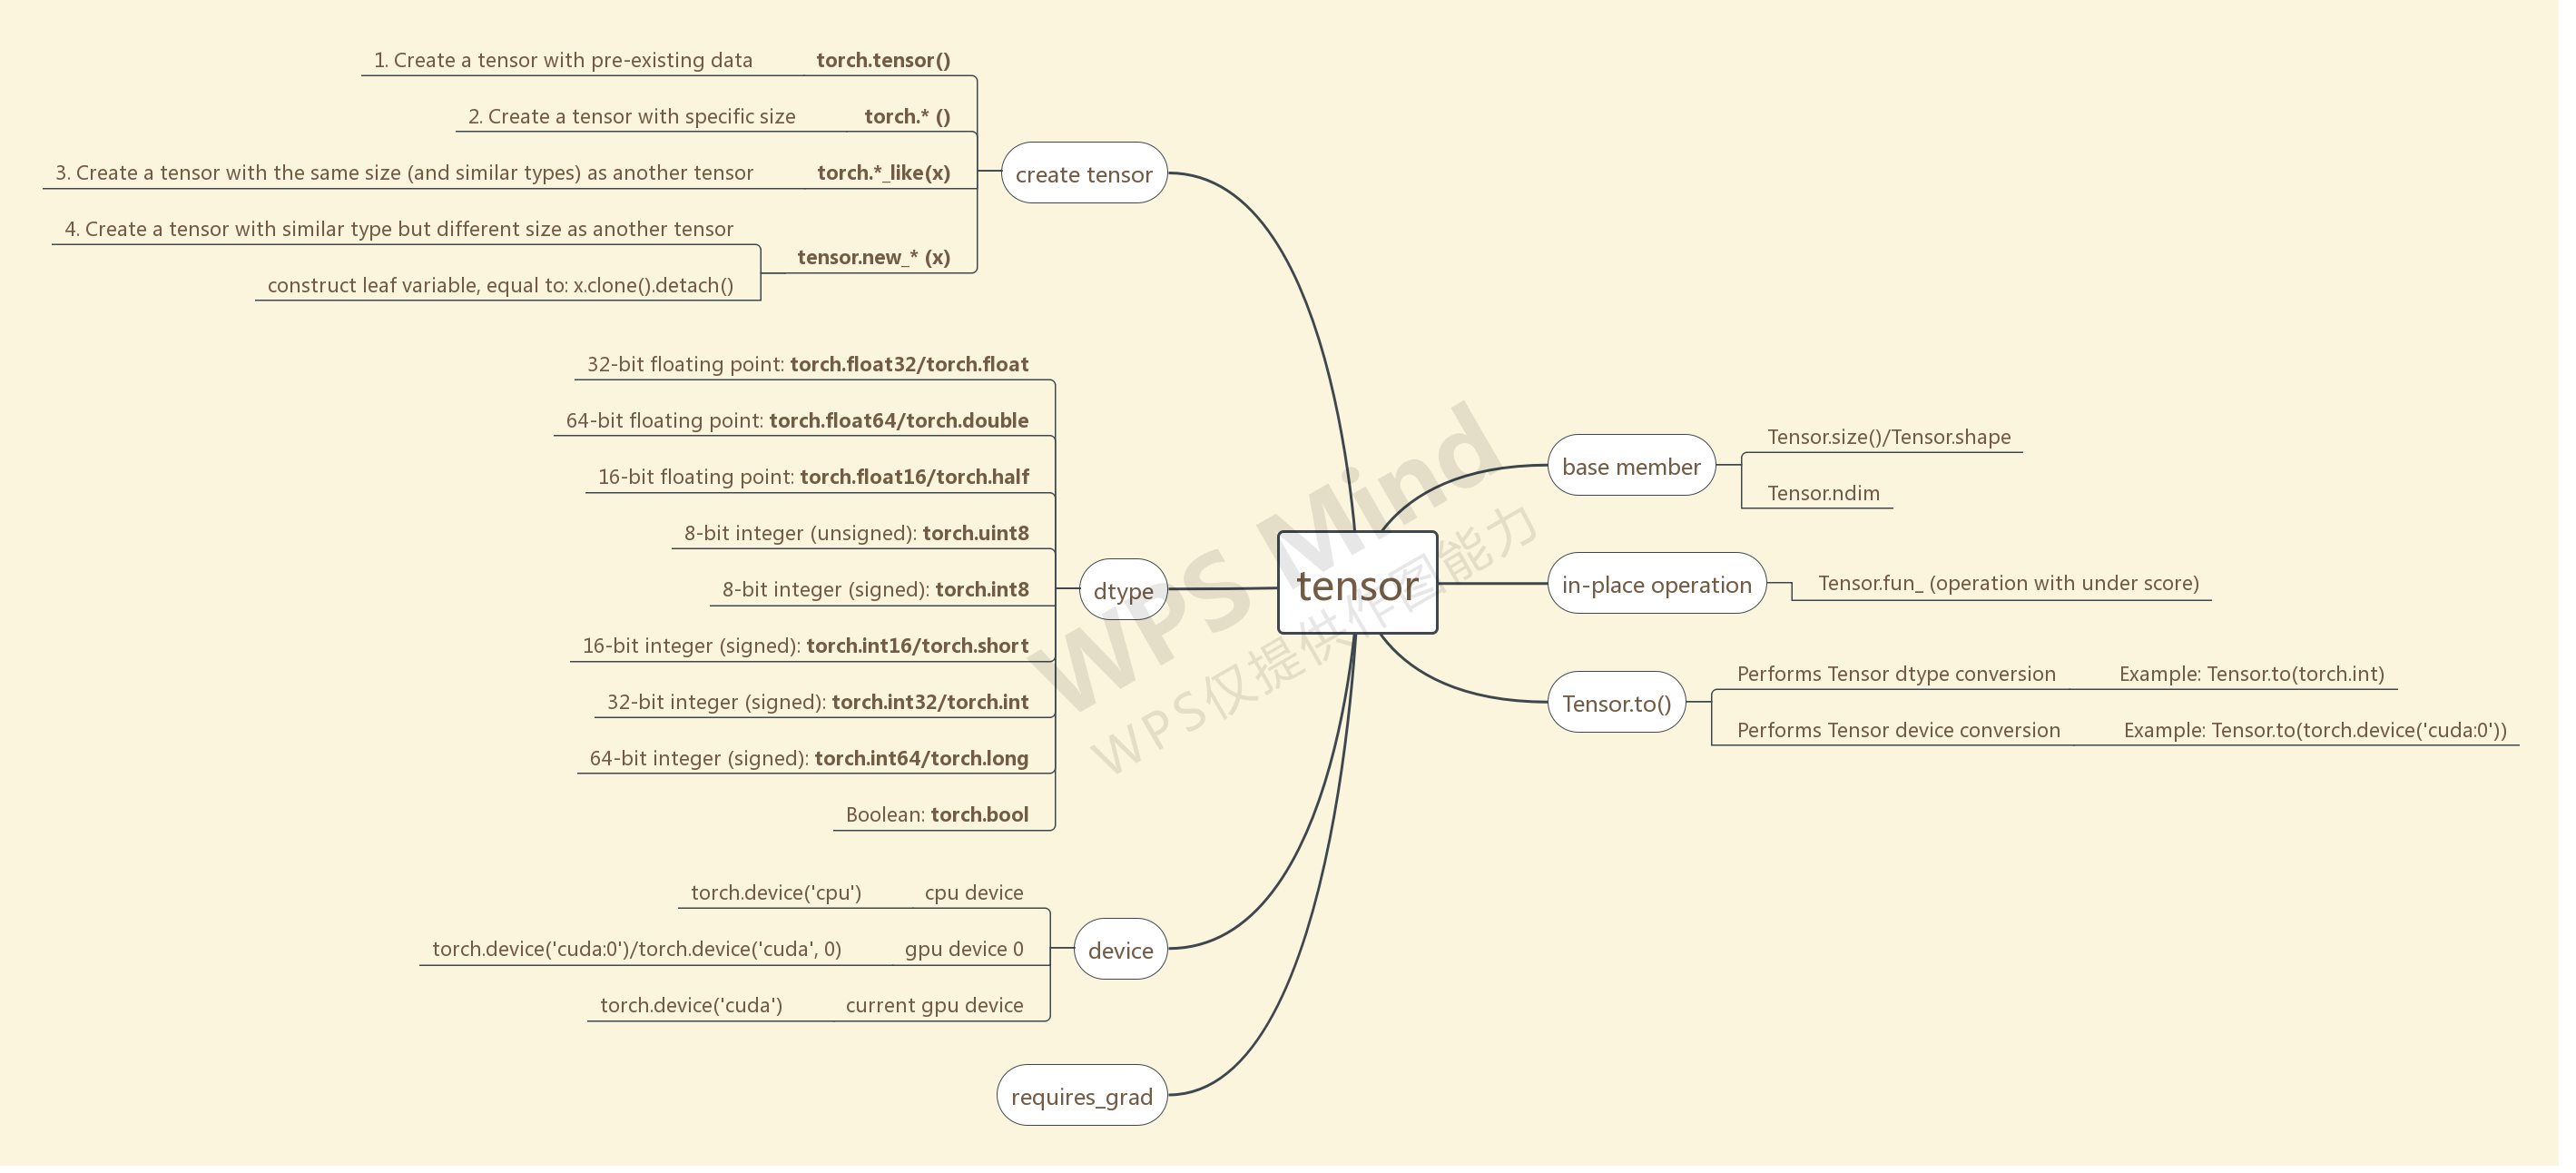 1. Create a tensor with pre-existing data torch.tensor()
2. Create a tensor with specific size torch.* ()
3. Create a tensor with the same size (and similar types) as another tensor torch.*_like(x)
create tensor
4. Create a tensor with similar type but different size as another tensor
tensor.new_* (x)
construct leaf variable, equal to: x.clone().detach()
32-bit floating point: torch.float32/torch.float
64-bit floating point: torch.float64/torch.double
16-bit floating point: torch.float16/torch.half
8-bit integer (unsigned): torch.uint8
8-bit integer (signed): torch.int8
dtype
16-bit integer (signed): torch.int16/torch.short
32-bit integer (signed): torch.int32/torch.int
64-bit integer (signed): torch.int64/torch.long
Boolean: torch.bool
torch.device('cpu') cpu device
torch.device('cuda:0')/torch.device('cuda', 0) gpu device 0
device
torch.device('cuda') current gpu device
requires_grad
tensor
base member
Tensor.size()/Tensor.shape
Tensor.ndim
in-place operation
Tensor.fun_ (operation with under score)
Tensor.to()
Performs Tensor dtype conversion Example: Tensor.to(torch.int)
Performs Tensor device conversion Example: Tensor.to(torch.device('cuda:0'))
WPS Mind
WPS仅提供作图能力